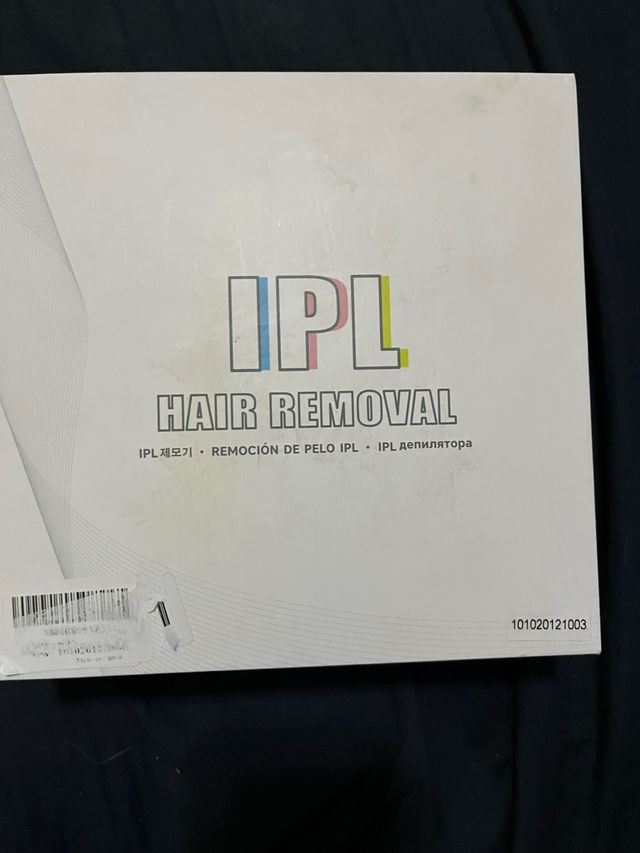 IPL
HAIR REMOVAL
IPL 제모기 • REMOCIÓN DE PELO IPL • IPL депилятора
101020121003